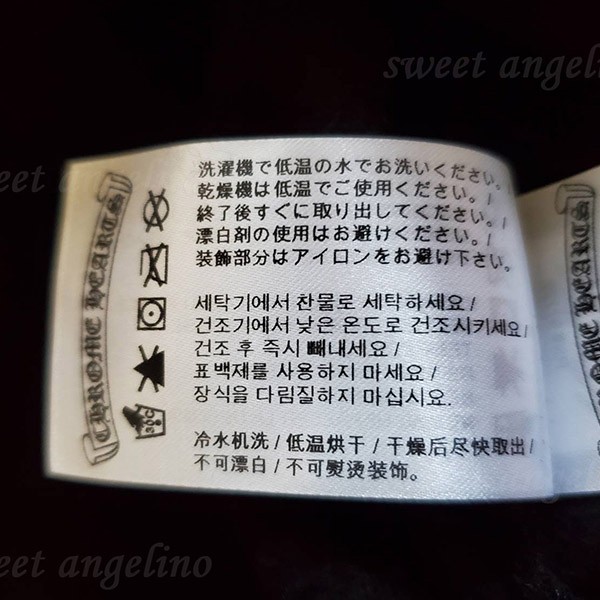 sweet angelino
sweet angelino
CHROME HEARTS
洗濯機で低温の水でお洗いください。/
乾燥機は低温でご使用ください。/
終了後すぐに取り出してください。/
漂白剤の使用はお避けください。/
装飾部分はアイロンをお避け下さい。
세탁기에서 찬물로 세탁하세요 /
건조기에서 낮은 온도로 건조시키세요/
건조 후 즉시 빼내세요 /
표백제를 사용하지 마세요 /
장식을 다림질하지 마십시요.
冷水机洗 / 低温烘干 / 干燥后尽快取出 /
不可漂白 / 不可熨烫装饰。
30C
CHROME HEARTS
sweet angelino